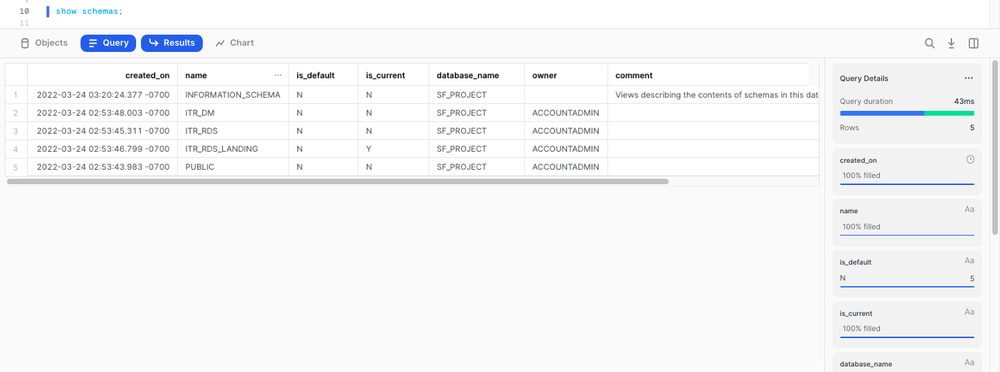 10 show schemas;
11
Objects Query Results Chart
created_on name ... is_default is_current database_name owner comment
1 2022-03-24 03:20:24.377 -0700 INFORMATION_SCHEMA N N SF_PROJECT Views describing the contents of schemas in this dat
2 2022-03-24 02:53:48.003 -0700 ITR_DM N N SF_PROJECT ACCOUNTADMIN
3 2022-03-24 02:53:45.311 -0700 ITR_RDS N N SF_PROJECT ACCOUNTADMIN
4 2022-03-24 02:53:46.799 -0700 ITR_RDS_LANDING N Y SF_PROJECT ACCOUNTADMIN
5 2022-03-24 02:53:43.983 -0700 PUBLIC N N SF_PROJECT ACCOUNTADMIN
Query Details ...
Query duration 43ms
Rows 5
created_on
100% filled
name Aa
100% filled
is_default Aa
N 5
is_current Aa
100% filled
database_name Aa